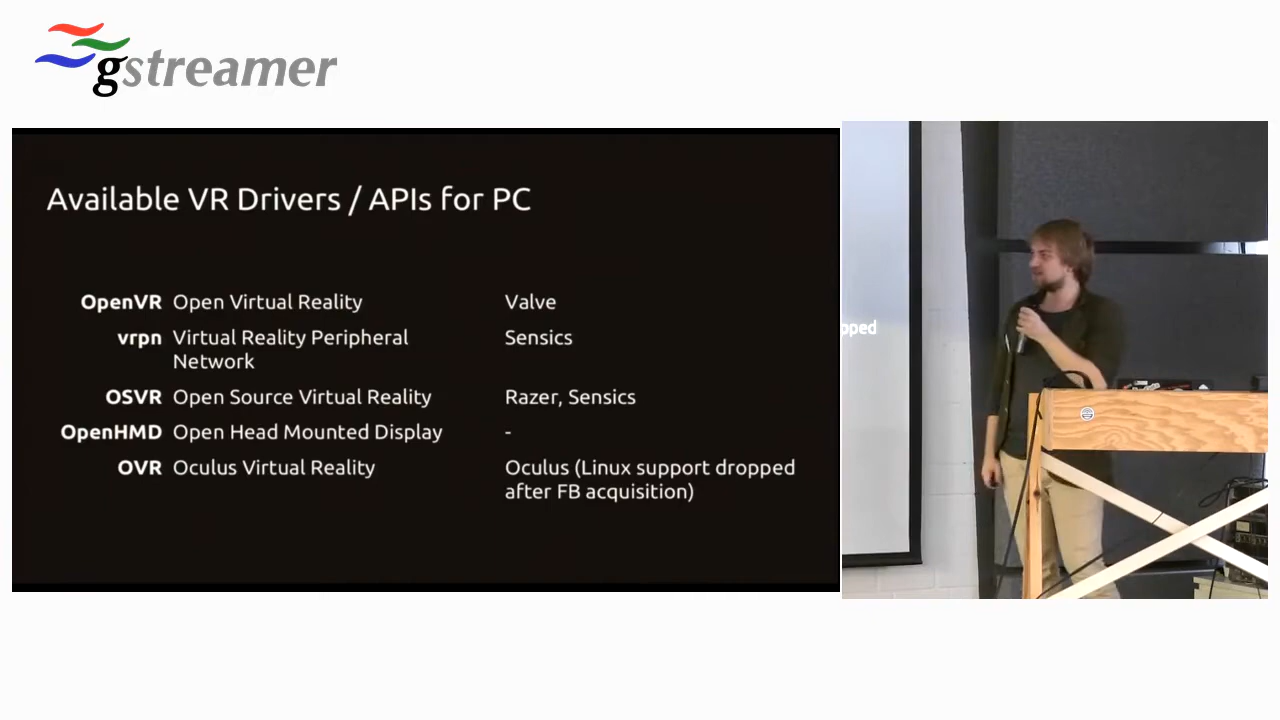 gstreamer
Available VR Drivers / APIs for PC
OpenVR Open Virtual Reality Valve
vrpn Virtual Reality Peripheral Sensics
Network
OSVR Open Source Virtual Reality Razer, Sensics
OpenHMD Open Head Mounted Display -
OVR Oculus Virtual Reality Oculus (Linux support dropped
after FB acquisition)
pped